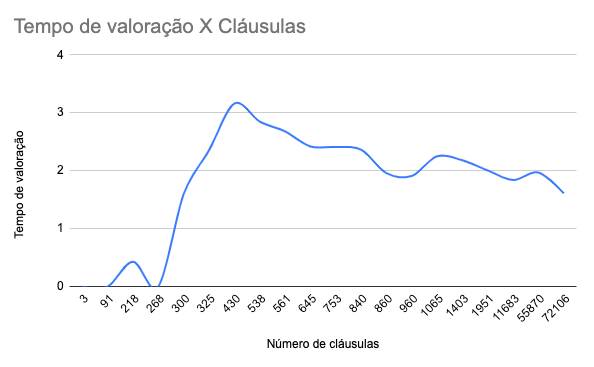 Tempo de valoração X Cláusulas
4
3
2
1
0
Tempo de valoração
3 91 218 268 300 325 430 538 561 645 753 840 860 960 1065 1403 1951 11683 55870 72106
Número de cláusulas